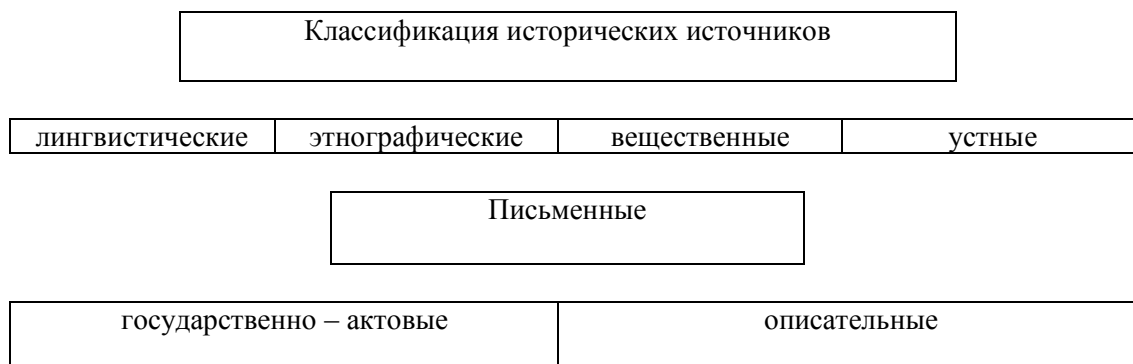 Классификация исторических источников
лингвистические этнографические вещественные устные
Письменные
государственно – актовые описательные